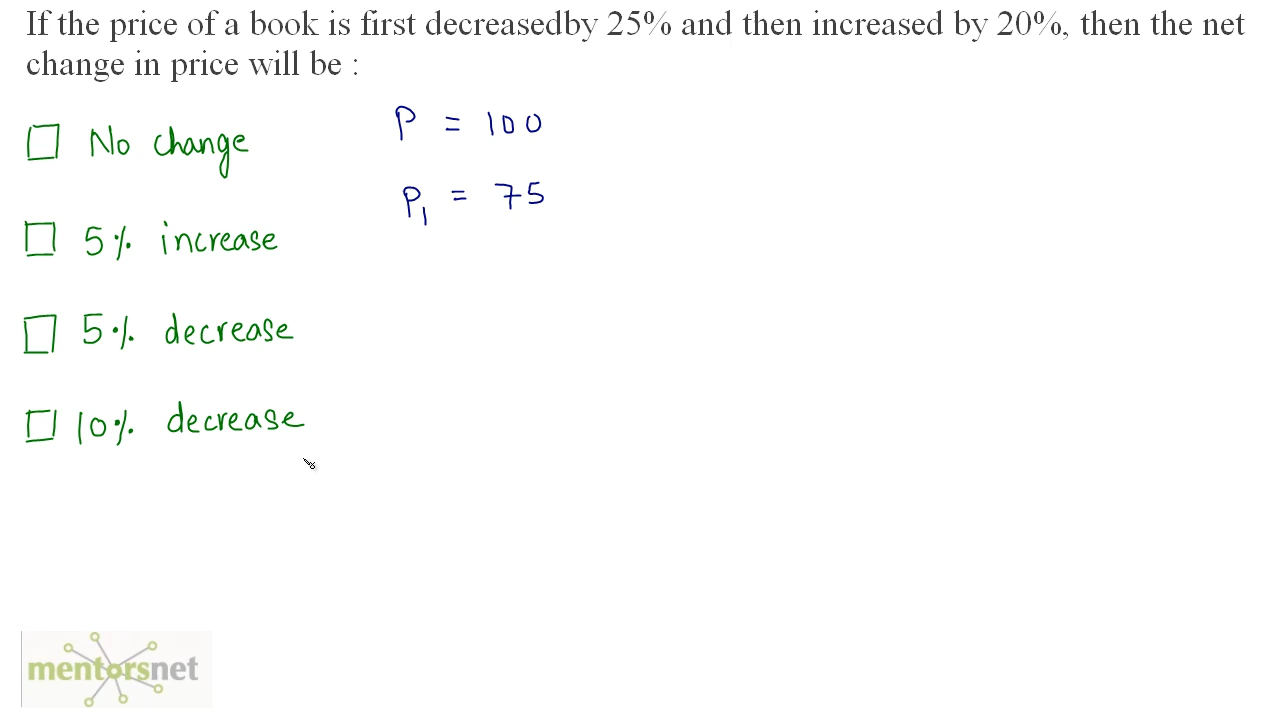 If the price of a book is first decreasedby 25% and then increased by 20%, then the net
change in price will be :
No change
5% increase
5% decrease
10% decrease
P = 100
P₁ = 75
mentorsnet